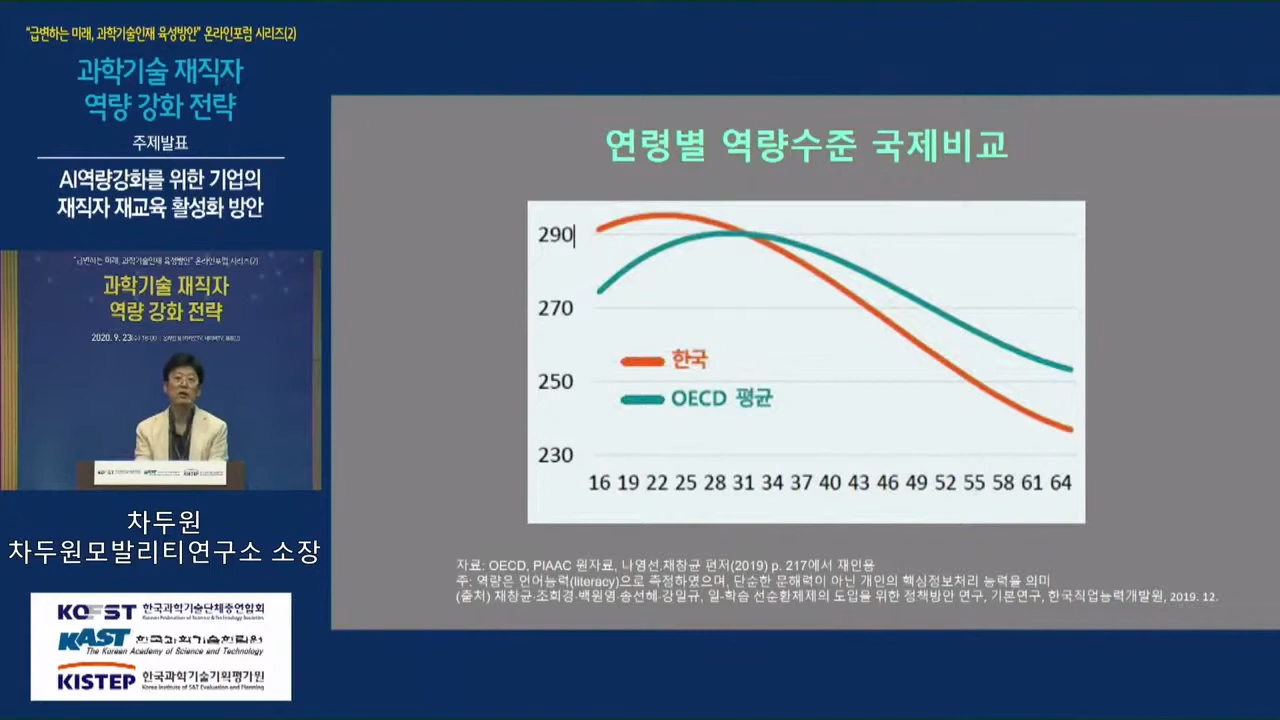 "급변하는 미래, 과학기술인재 육성방안" 온라인포럼 시리즈(2)
과학기술 재직자
역량 강화 전략
주제발표
AI역량강화를 위한 기업의
재직자 재교육 활성화 방안
"급변하는 미래, 과학기술인재 육성방안" 온라인포럼 시리즈(2)
과학기술 재직자
역량 강화 전략
2020. 9. 23(수)
KOFST
KAST
KISTEP
차두원
차두원모발리티연구소 소장
KOFST 한국과학기술단체총연합회
Korean Federation of Science & Technology Societies
KAST 한국과학기술한림원
The Korean Academy of Science and Technology
KISTEP 한국과학기술기획평가원
Korea Institute of S&T Evaluation and Planning
연령별 역량수준 국제비교
290
270
250
230
한국
OECD 평균
16 19 22 25 28 31 34 37 40 43 46 49 52 55 58 61 64
자료: OECD, PIAAC 원자료, 나영선.채창균 편저(2019) p. 217에서 재인용
주: 역량은 언어능력(literacy)으로 측정하였으며, 단순한 문해력이 아닌 개인의 핵심정보처리 능력을 의미
(출처) 채창균·조희경·백원영·송선혜·강일규, 일-학습 선순환체제의 도입을 위한 정책방안 연구, 기본연구, 한국직업능력개발원, 2019. 12.